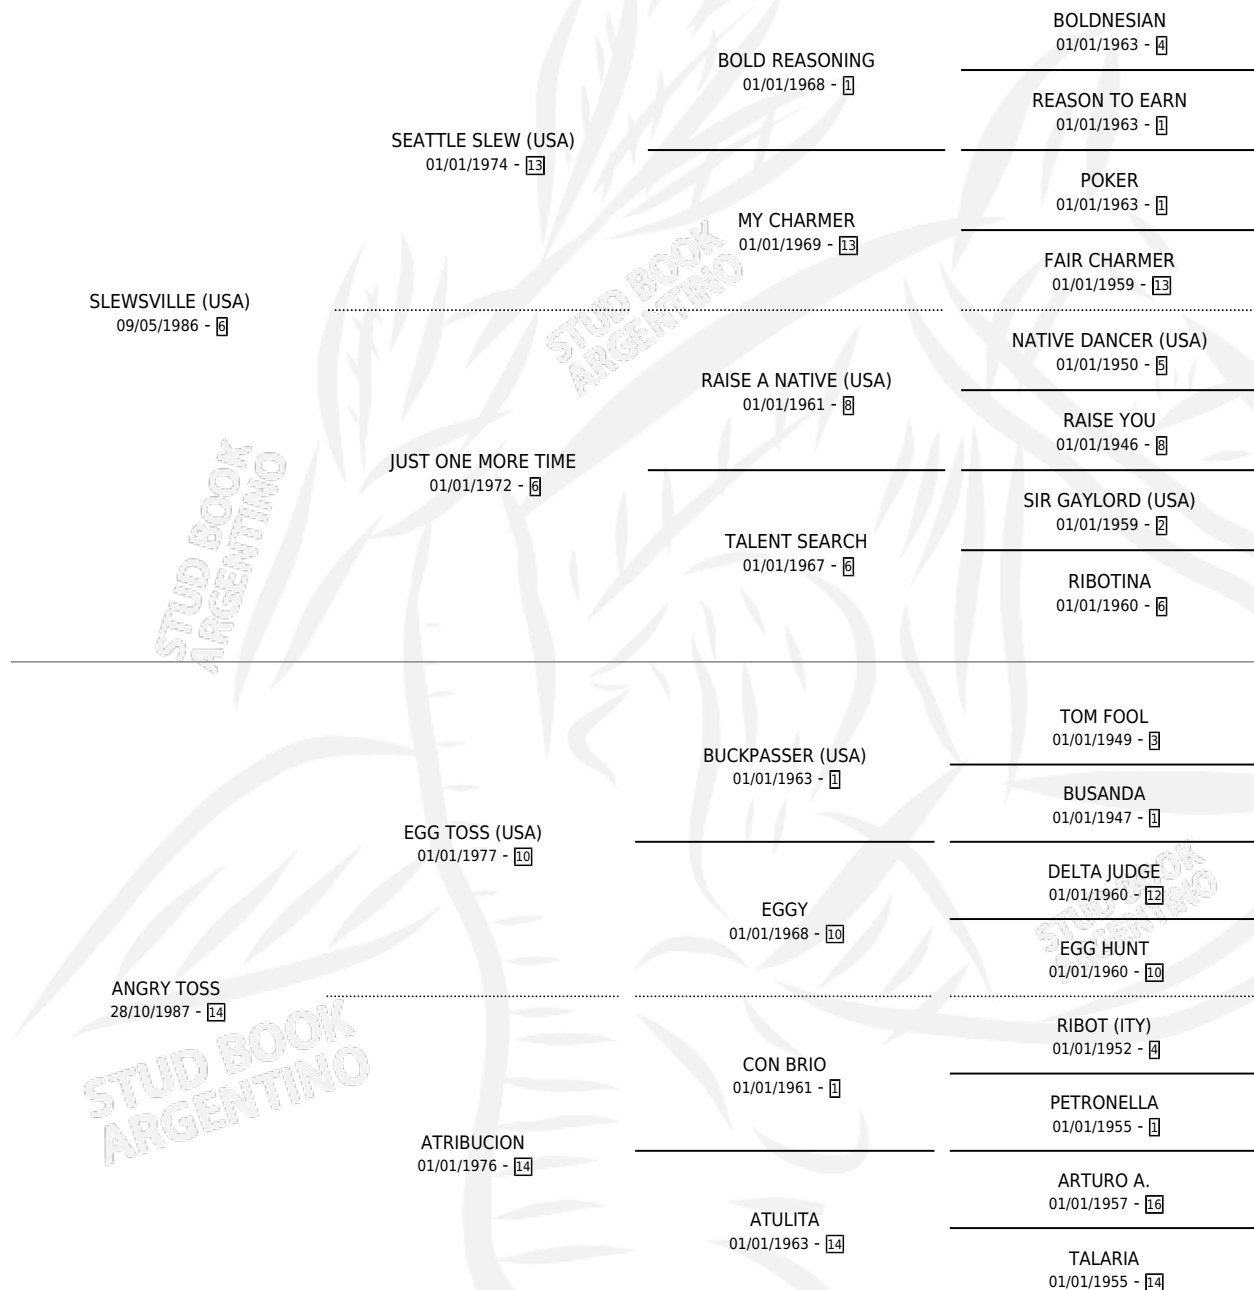 BOLDNESIAN
01/01/1963 - 4
BOLD REASONING
01/01/1968 - 1
REASON TO EARN
01/01/1963 - 1
SEATTLE SLEW (USA)
01/01/1974 - 13
POKER
01/01/1963 - 1
MY CHARMER
01/01/1969 - 13
FAIR CHARMER
01/01/1959 - 13
SLEWSVILLE (USA)
09/05/1986 - 6
STUD BOOK
ARGENTINO
NATIVE DANCER (USA)
01/01/1950 - 5
RAISE A NATIVE (USA)
01/01/1961 - 8
RAISE YOU
01/01/1946 - 8
JUST ONE MORE TIME
01/01/1972 - 6
SIR GAYLORD (USA)
01/01/1959 - 2
TALENT SEARCH
01/01/1967 - 6
RIBOTINA
01/01/1960 - 6
STUD BOOK
ARGENTINO
TOM FOOL
01/01/1949 - 3
BUCKPASSER (USA)
01/01/1963 - 1
BUSANDA
01/01/1947 - 1
EGG TOSS (USA)
01/01/1977 - 10
DELTA JUDGE
01/01/1960 - 12
EGGY
01/01/1968 - 10
STUD BOOK
ARGENTINO
EGG HUNT
01/01/1960 - 10
ANGRY TOSS
28/10/1987 - 14
RIBOT (ITY)
01/01/1952 - 4
STUD BOOK
ARGENTINO
CON BRIO
01/01/1961 - 1
PETRONELLA
01/01/1955 - 1
ATRIBUCION
01/01/1976 - 14
ARTURO A.
01/01/1957 - 16
ATULITA
01/01/1963 - 14
TALARIA
01/01/1955 - 14